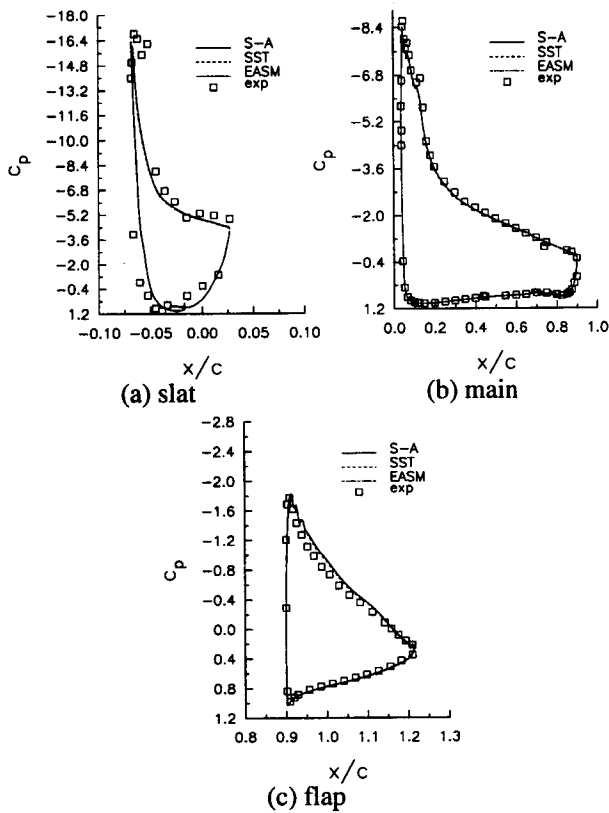 -18.0
-16.4
-14.8
-13.2
-11.6
-10.0
-8.4
-6.8
-5.2
-3.6
-2.0
-0.4
1.2
Cp
S-A
SST
EASM
exp
-0.10 -0.05 0.00 0.05 0.10
x/c
(a) slat
-8.4
-6.8
-5.2
-3.6
-2.0
-0.4
1.2
Cp
S-A
SST
EASM
exp
0.0 0.2 0.4 0.6 0.8 1.0
x/c
(b) main
-2.8
-2.4
-2.0
-1.6
-1.2
-0.8
-0.4
0.0
0.4
0.8
1.2
Cp
S-A
SST
EASM
exp
0.8 0.9 1.0 1.1 1.2 1.3
x/c
(c) flap